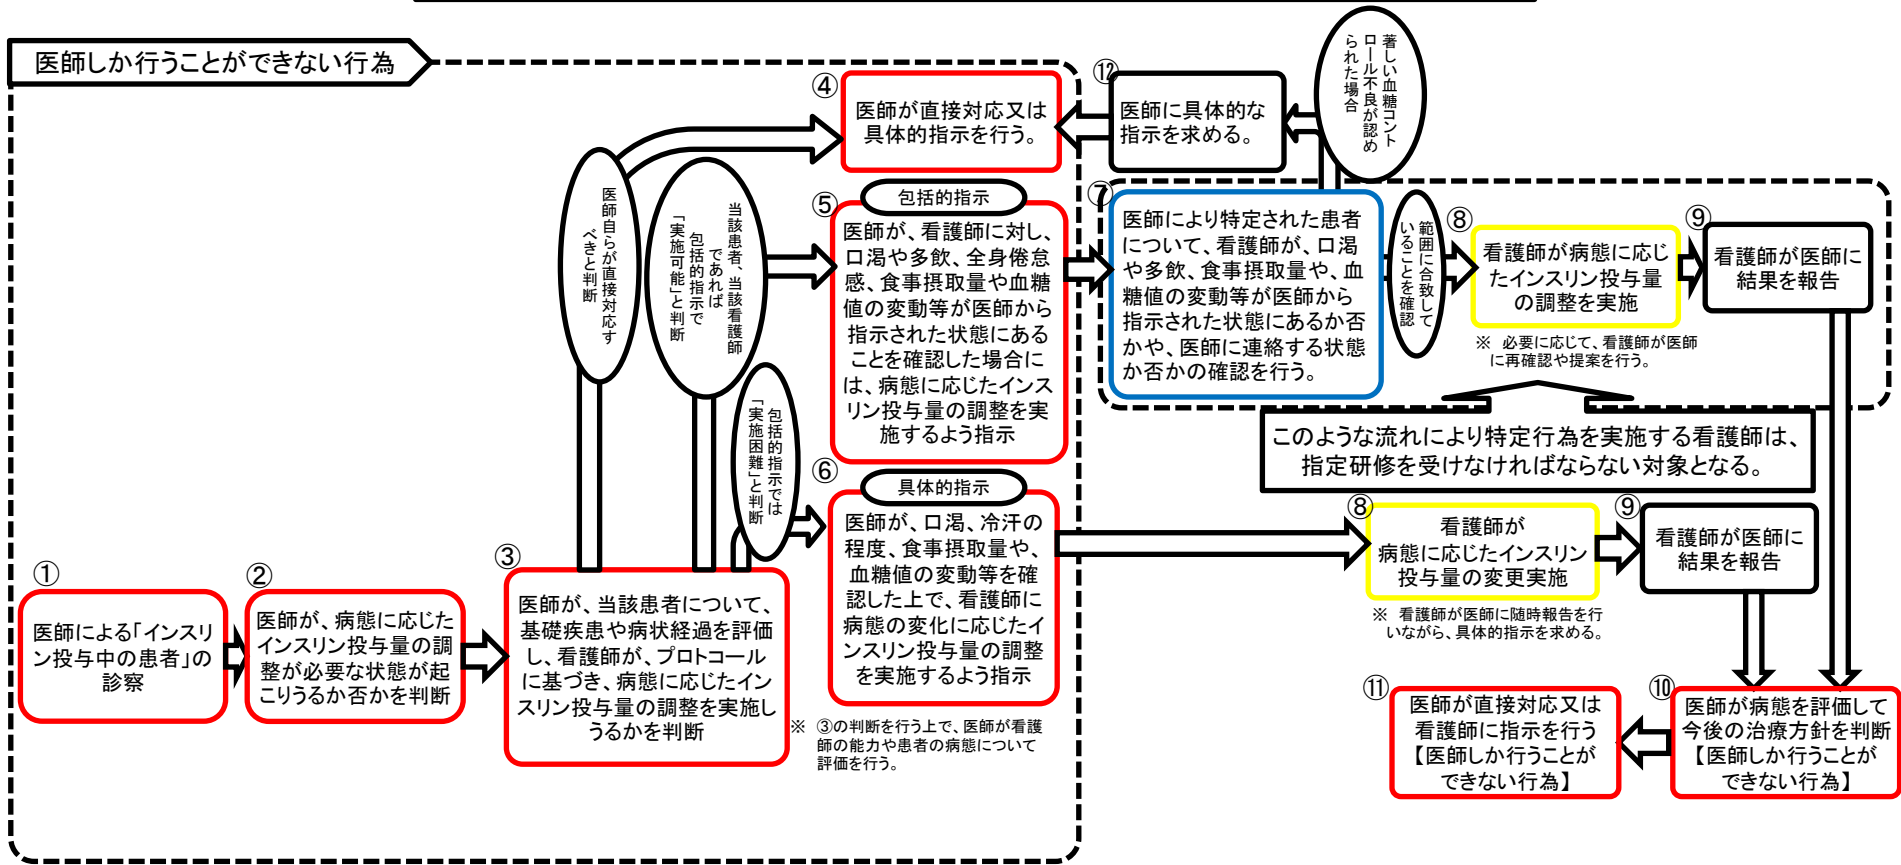 医師しか行うことができない行為
①
医師による「インスリ
ン投与中の患者」の
診察
②
医師が、病態に応じた
インスリン投与量の調
整が必要な状態が起
こりうるか否かを判断
③
医師が、当該患者について、
基礎疾患や病状経過を評価
し、看護師が、プロトコール
に基づき、病態に応じたイン
スリン投与量の調整を実施し
うるかを判断
※ ③の判断を行う上で、医師が看護
師の能力や患者の病態について
評価を行う。
医師自らが直接対応す
べきと判断
当該患者、当該看護師
であれば
包括的指示で
「実施可能」と判断
包括的指示では
「実施困難」と判断
④
医師が直接対応又は
具体的指示を行う。
⑤
包括的指示
医師が、看護師に対し、
口渇や多飲、全身倦怠
感、食事摂取量や血糖
値の変動等が医師から
指示された状態にある
ことを確認した場合に
は、病態に応じたインス
リン投与量の調整を実
施するよう指示
⑥
具体的指示
医師が、口渇、冷汗の
程度、食事摂取量や、
血糖値の変動等を確
認した上で、看護師に
病態の変化に応じたイ
ンスリン投与量の調整
を実施するよう指示
⑫
医師に具体的な
指示を求める。
著しい血糖コント
ロール不良が認め
られた場合
⑦
医師により特定された患者
について、看護師が、口渇
や多飲、食事摂取量や、血
糖値の変動等が医師から
指示された状態にあるか否
かや、医師に連絡する状態
か否かの確認を行う。
範囲に合致して
いることを確認
⑧
看護師が病態に応じ
たインスリン投与量
の調整を実施
※ 必要に応じて、看護師が医師
に再確認や提案を行う。
⑨
看護師が医師に
結果を報告
このような流れにより特定行為を実施する看護師は、
指定研修を受けなければならない対象となる。
⑧
看護師が
病態に応じたインスリン
投与量の変更実施
※ 看護師が医師に随時報告を行
いながら、具体的指示を求める。
⑨
看護師が医師に
結果を報告
⑩
医師が病態を評価して
今後の治療方針を判断
【医師しか行うことが
できない行為】
⑪
医師が直接対応又は
看護師に指示を行う
【医師しか行うことが
できない行為】